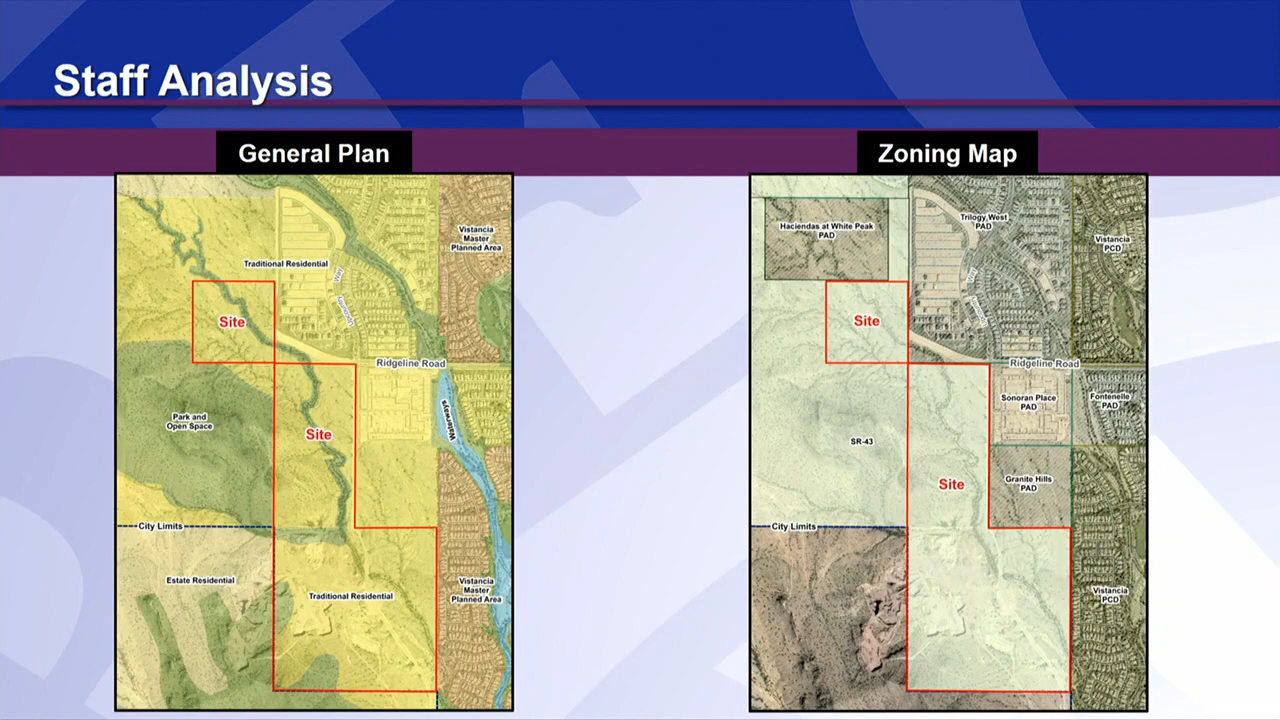 Staff Analysis
General Plan
Vistancia
Master
Planned Area
Traditional Residential
Way
Site
Ridgeline Road
Park and
Open Space
Site
Waterways
City Limits
Estate Residential
Traditional Residential
Vistancia
Master
Planned Area
Zoning Map
Haciendas at White Peak
PAD
Trilogy West
PAD
Vistancia
PCD
Site
Ridgeline Road
Sonoran Place
PAD
Fontenelle
PAD
SR-43
Site
Granite Hills
PAD
City Limits
Vistancia
PCD